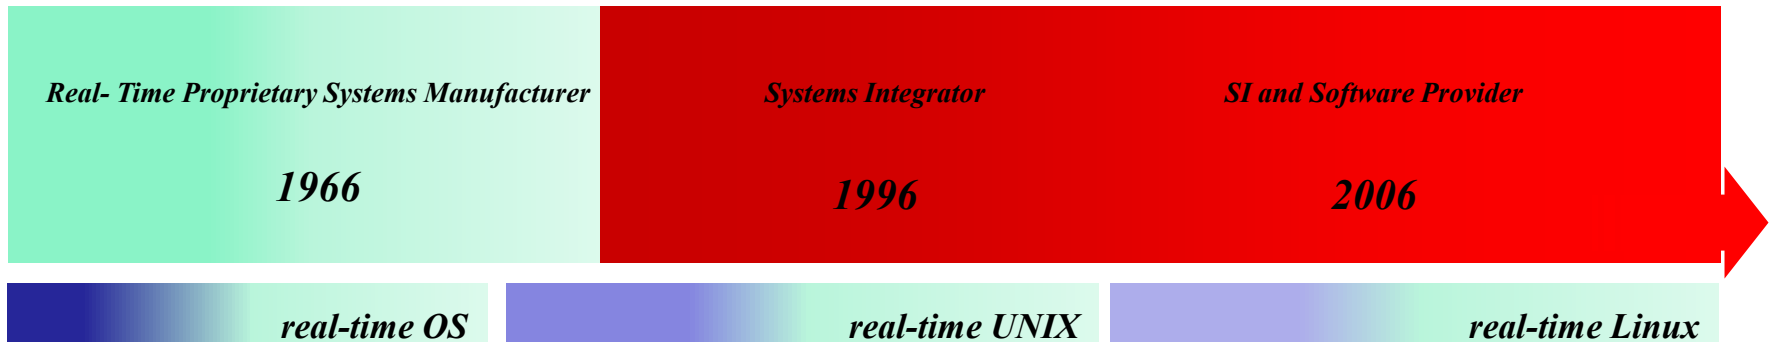 Real- Time Proprietary Systems Manufacturer
Systems Integrator
SI and Software Provider
1966
1996
2006
real-time OS
real-time UNIX
real-time Linux